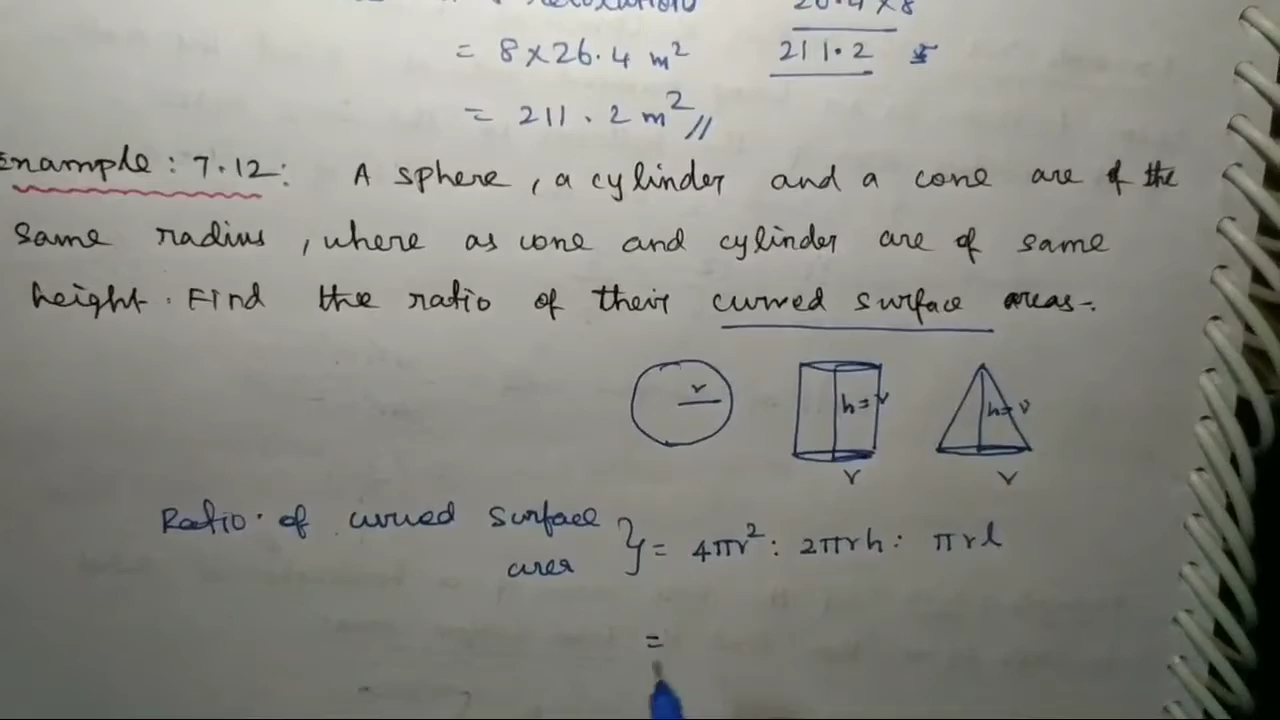 = 8×26.4 m²
211.2
= 211.2 m² //
Example: 7.12: A sphere, a cylinder and a cone are of the
same radius, where as cone and cylinder are of same
height. Find the ratio of their curved surface areas.
r
h = r
h = r
r
r
Ratio of curved surface
area } = 4πr² : 2πrh : πrl
=